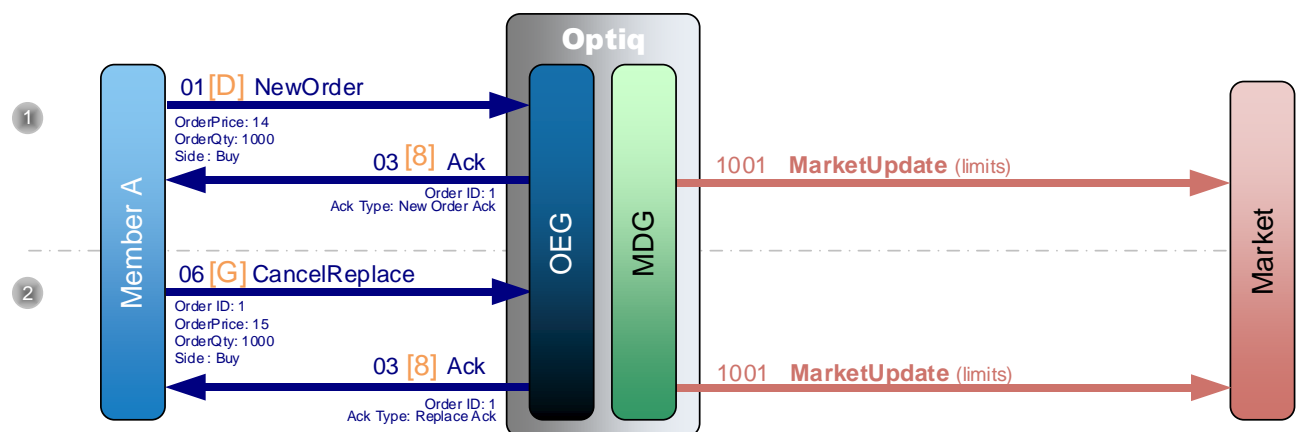 Optiq
1
Member A
01 [D] NewOrder
OrderPrice: 14
OrderQty: 1000
Side: Buy
03 [8] Ack
Order ID: 1
Ack Type: New Order Ack
OEG
MDG
1001 MarketUpdate (limits)
Market
2
06 [G] CancelReplace
Order ID: 1
OrderPrice: 15
OrderQty: 1000
Side: Buy
03 [8] Ack
Order ID: 1
Ack Type: Replace Ack
1001 MarketUpdate (limits)